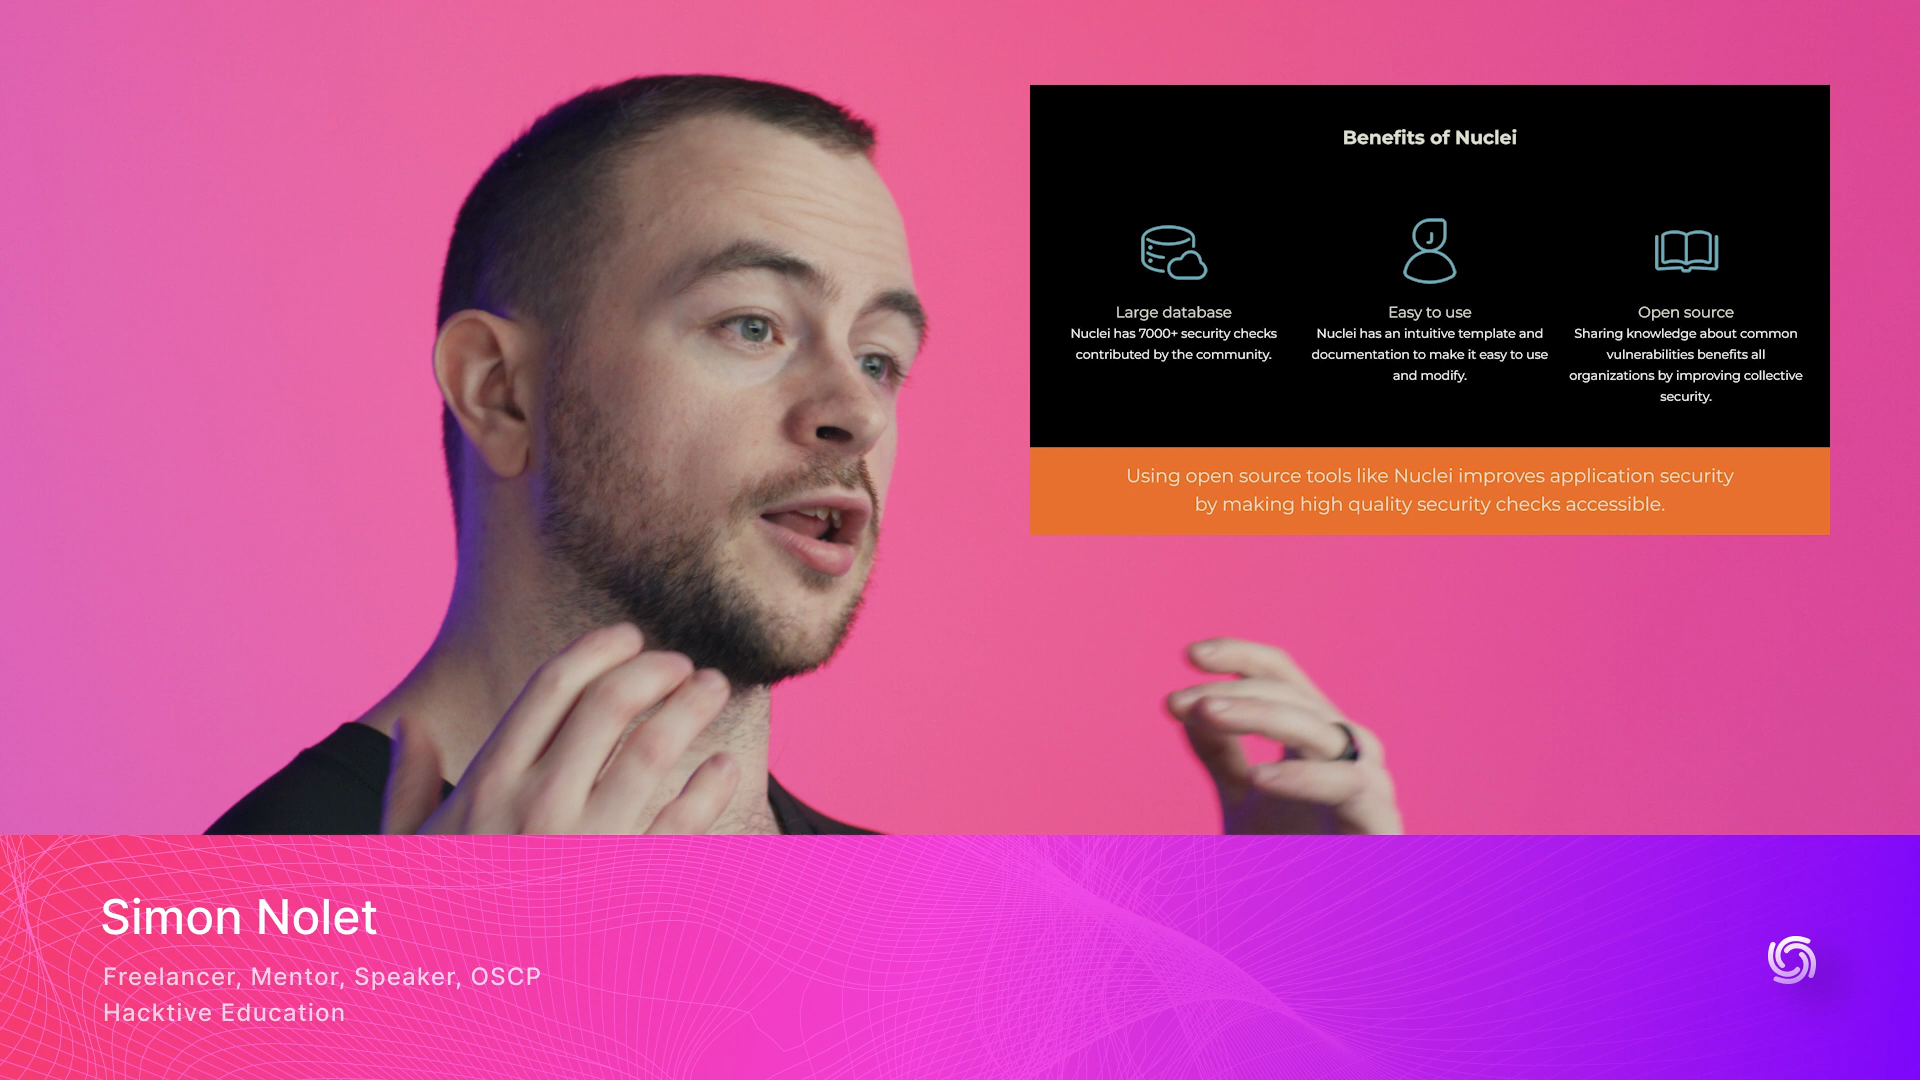 Benefits of Nuclei
Large database
Nuclei has 7000+ security checks
contributed by the community.
Easy to use
Nuclei has an intuitive template and
documentation to make it easy to use
and modify.
Open source
Sharing knowledge about common
vulnerabilities benefits all
organizations by improving collective
security.
Using open source tools like Nuclei improves application security
by making high quality security checks accessible.
Simon Nolet
Freelancer, Mentor, Speaker, OSCP
Hacktive Education